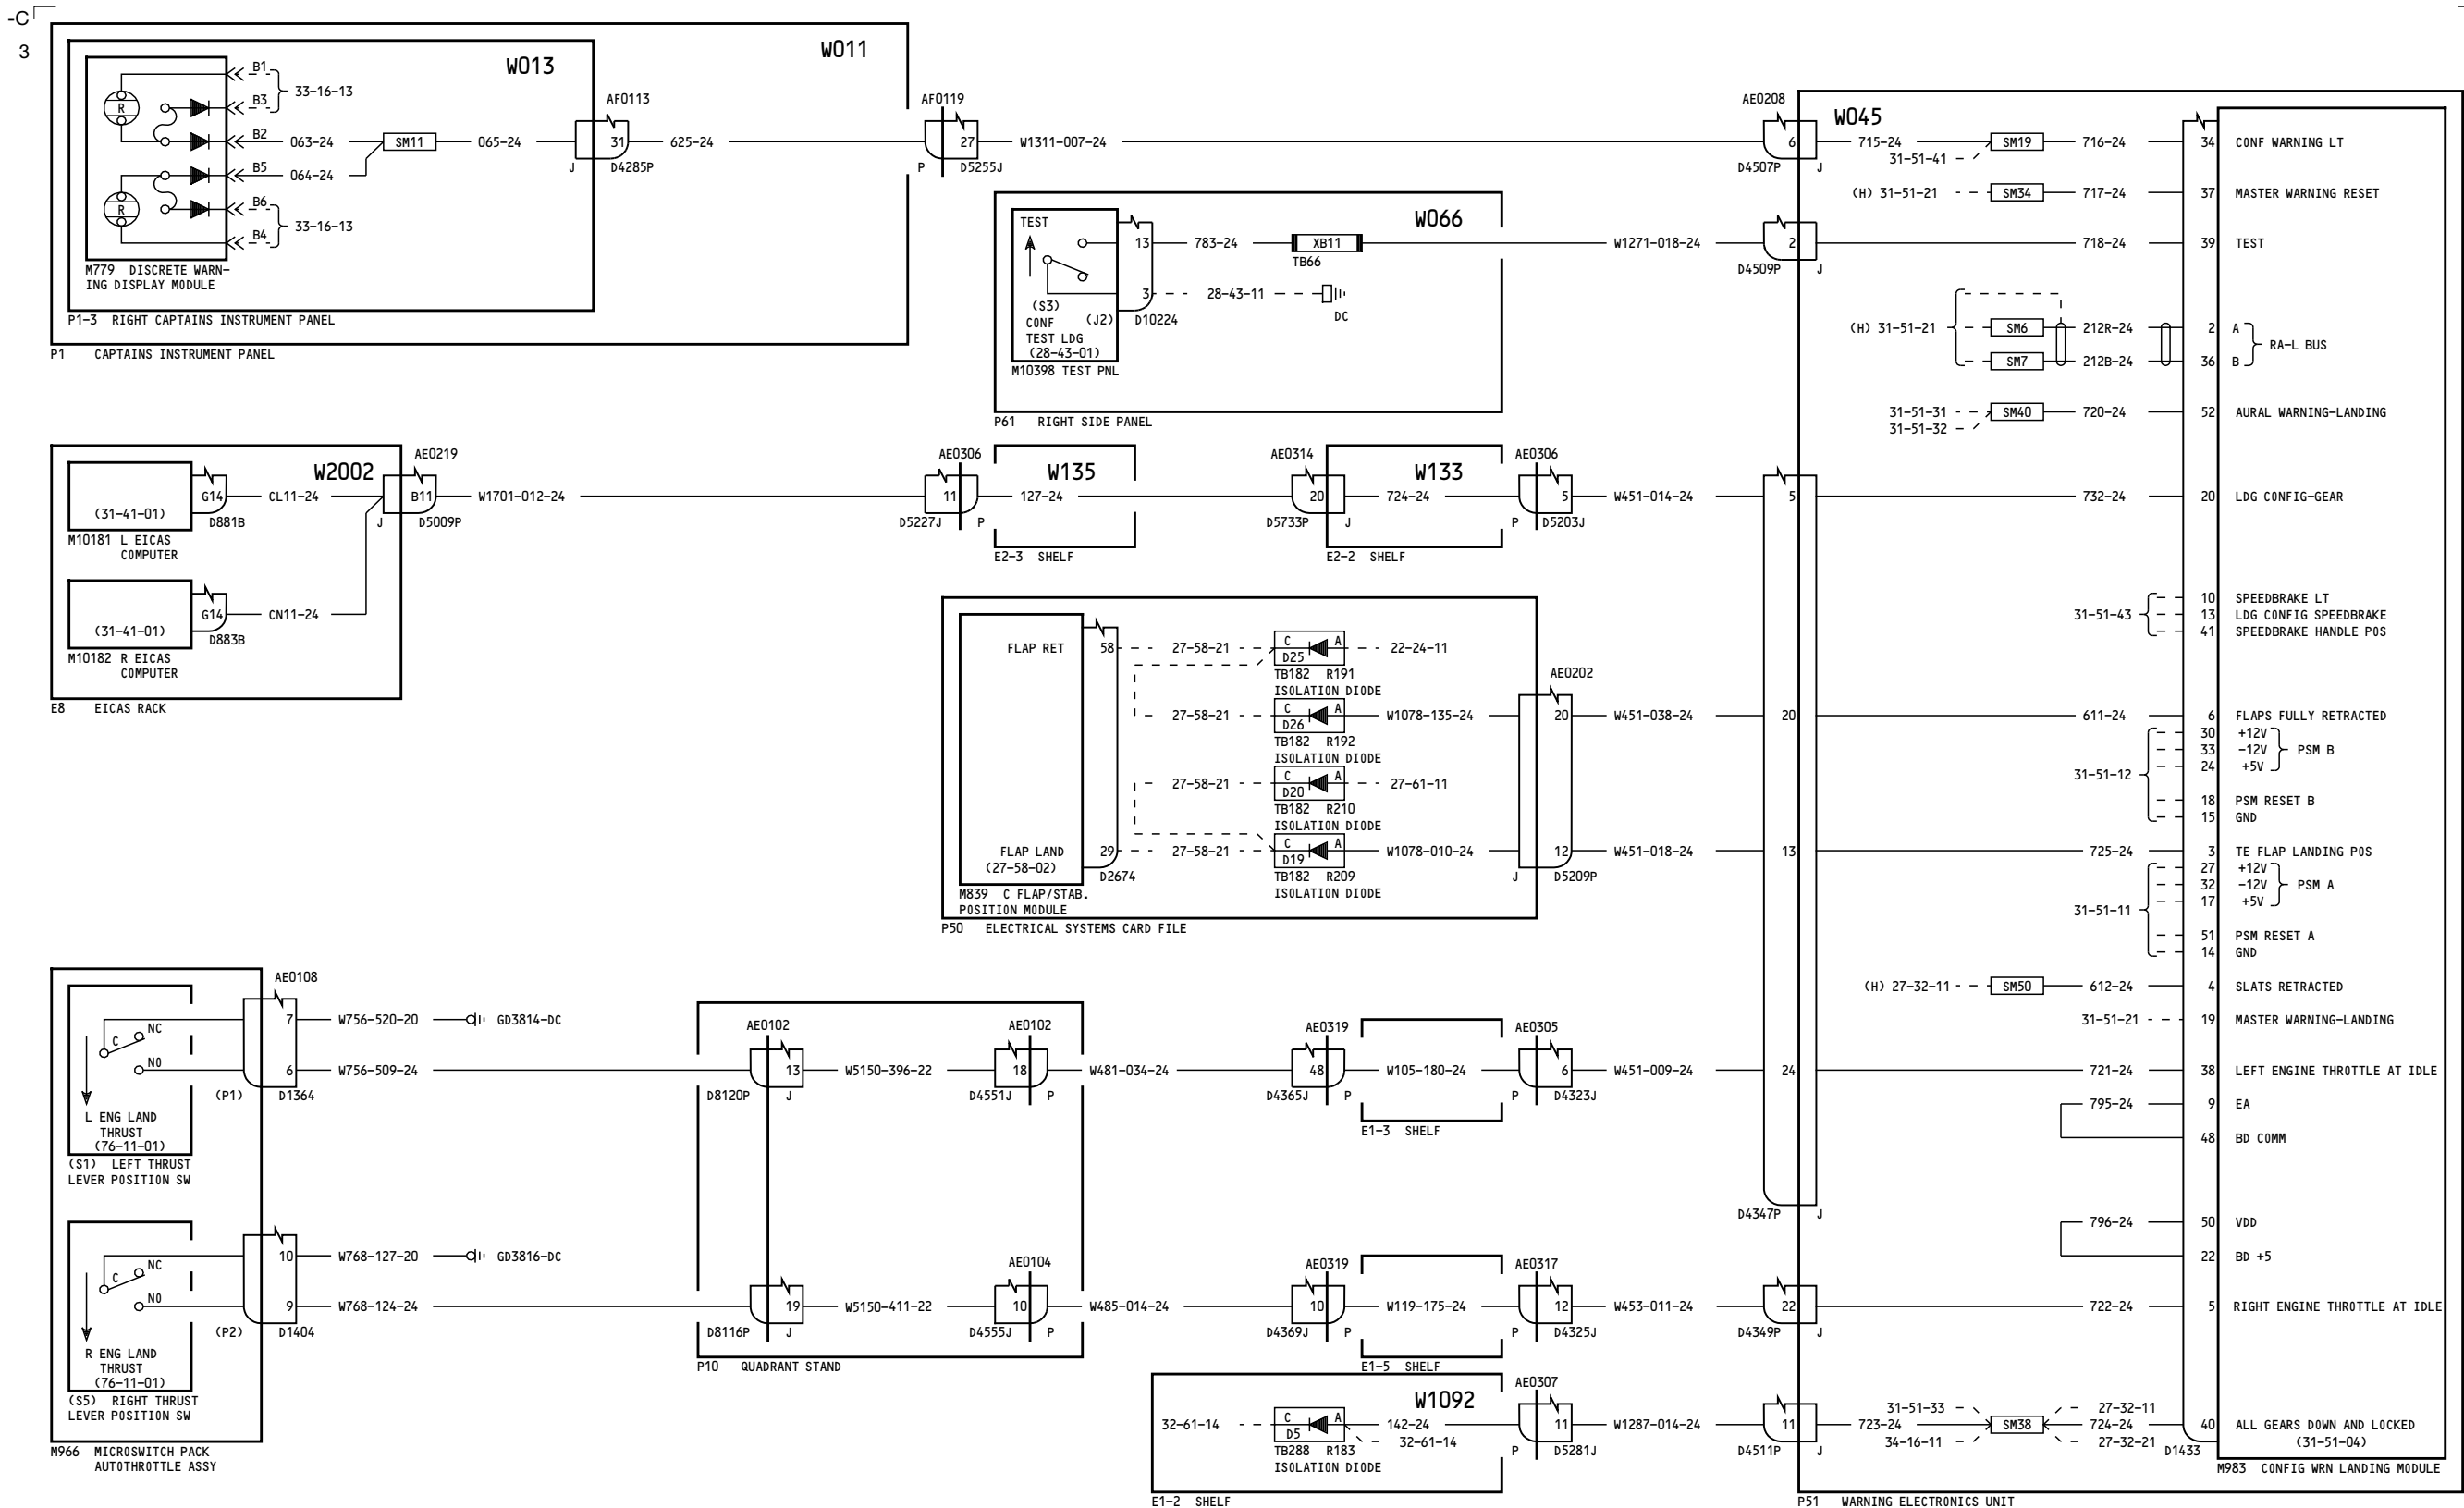 -C
3
W011
W013
B1
33-16-13
B3
R
B2
063-24
SM11
065-24
AF0113
31
625-24
J
D4285P
AF0119
27
W1311-007-24
P
D5255J
AE0208
6
D4507P
J
W045
715-24
31-51-41
SM19
716-24
34
CONF WARNING LT
B5
064-24
R
B6
33-16-13
B4
M779 DISCRETE WARN-
ING DISPLAY MODULE
P1-3 RIGHT CAPTAINS INSTRUMENT PANEL
P1 CAPTAINS INSTRUMENT PANEL
(H) 31-51-21
SM34
717-24
37
MASTER WARNING RESET
W066
TEST
13
783-24
XB11
TB66
W1271-018-24
2
D4509P
J
718-24
39
TEST
3
28-43-11
DC
(S3)
CONF
TEST LDG
(28-43-01)
(J2)
D10224
M10398 TEST PNL
P61 RIGHT SIDE PANEL
(H) 31-51-21
SM6
212R-24
2
A
SM7
212B-24
36
B
RA-L BUS
31-51-31
31-51-32
SM40
720-24
52
AURAL WARNING-LANDING
W2002
AE0219
(31-41-01)
G14
CL11-24
D881B
B11
W1701-012-24
J
D5009P
M10181 L EICAS
COMPUTER
(31-41-01)
G14
CN11-24
D883B
M10182 R EICAS
COMPUTER
E8 EICAS RACK
AE0306
11
D5227J
P
W135
127-24
E2-3 SHELF
AE0314
20
D5733P
J
W133
724-24
E2-2 SHELF
AE0306
5
P
D5203J
W451-014-24
5
732-24
20
LDG CONFIG-GEAR
31-51-43
10
SPEEDBRAKE LT
13
LDG CONFIG SPEEDBRAKE
41
SPEEDBRAKE HANDLE POS
FLAP RET
58
27-58-21
C A
D25
22-24-11
TB182 R191
ISOLATION DIODE
27-58-21
C A
D26
W1078-135-24
TB182 R192
ISOLATION DIODE
AE0202
20
W451-038-24
20
611-24
6
FLAPS FULLY RETRACTED
31-51-12
30
+12V
33
-12V
PSM B
24
+5V
18
PSM RESET B
15
GND
27-58-21
C A
D20
27-61-11
TB182 R210
ISOLATION DIODE
FLAP LAND
(27-58-02)
29
D2674
27-58-21
C A
D19
W1078-010-24
TB182 R209
ISOLATION DIODE
12
J
D5209P
W451-018-24
13
725-24
3
TE FLAP LANDING POS
M839 C FLAP/STAB.
POSITION MODULE
P50 ELECTRICAL SYSTEMS CARD FILE
31-51-11
27
+12V
32
-12V
PSM A
17
+5V
51
PSM RESET A
14
GND
(H) 27-32-11
SM50
612-24
4
SLATS RETRACTED
31-51-21
19
MASTER WARNING-LANDING
AE0108
7
W756-520-20
GD3814-DC
NC
C
NO
6
W756-509-24
(P1)
D1364
L ENG LAND
THRUST
(76-11-01)
(S1) LEFT THRUST
LEVER POSITION SW
AE0102
13
D8120P
J
W5150-396-22
AE0102
18
D4551J
P
W481-034-24
AE0319
48
D4365J
P
W105-180-24
E1-3 SHELF
AE0305
6
P
D4323J
W451-009-24
24
721-24
38
LEFT ENGINE THROTTLE AT IDLE
795-24
9
EA
48
BD COMM
D4347P
J
796-24
50
VDD
22
BD +5
10
W768-127-20
GD3816-DC
NC
C
NO
9
W768-124-24
(P2)
D1404
R ENG LAND
THRUST
(76-11-01)
(S5) RIGHT THRUST
LEVER POSITION SW
M966 MICROSWITCH PACK
AUTOTHROTTLE ASSY
19
D8116P
J
W5150-411-22
AE0104
10
D4555J
P
P10 QUADRANT STAND
W485-014-24
AE0319
10
D4369J
P
W119-175-24
E1-5 SHELF
AE0317
12
P
D4325J
W453-011-24
22
D4349P
J
722-24
5
RIGHT ENGINE THROTTLE AT IDLE
W1092
32-61-14
C A
D5
142-24
32-61-14
TB288 R183
ISOLATION DIODE
E1-2 SHELF
AE0307
11
P
D5281J
W1287-014-24
11
D4511P
J
31-51-33
723-24
34-16-11
SM38
27-32-11
724-24
27-32-21
40
ALL GEARS DOWN AND LOCKED
(31-51-04)
D1433
M983 CONFIG WRN LANDING MODULE
P51 WARNING ELECTRONICS UNIT